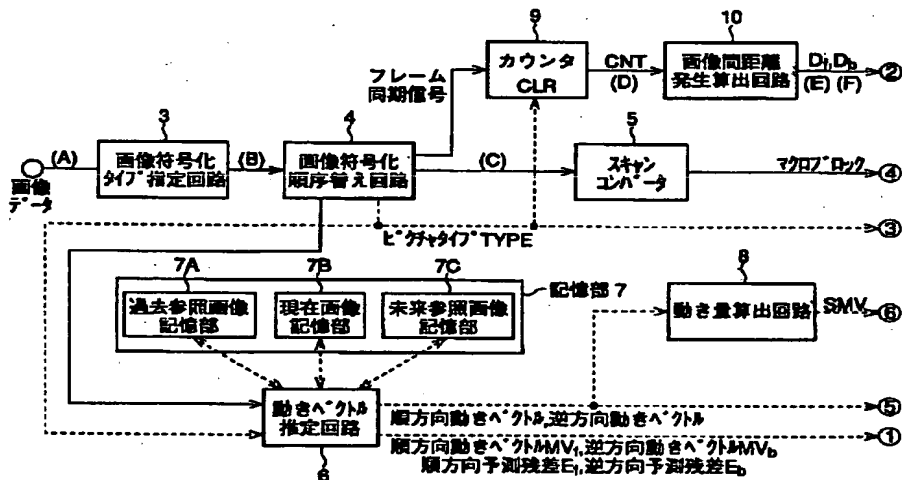 9
カウンタ
CLR
CNT
(D)
10
画像間距離
発生算出回路
Di,Db
(E) (F)
②
フレーム
同期信号
(A)
画像
データ
3
画像符号化
タイプ指定回路
(B)
4
画像符号化
順序替え回路
(C)
5
スキャン
コンバータ
マクロブロック
④
ピクチャタイプTYPE
③
7A
過去参照画像
記憶部
7B
現在画像
記憶部
7C
未来参照画像
記憶部
記憶部7
8
動き量算出回路
SMV
⑥
動きベクトル
推定回路
6
順方向動きベクトル,逆方向動きベクトル
⑤
順方向動きベクトルMVf,逆方向動きベクトルMVb
順方向予測残差Ef,逆方向予測残差Eb
①